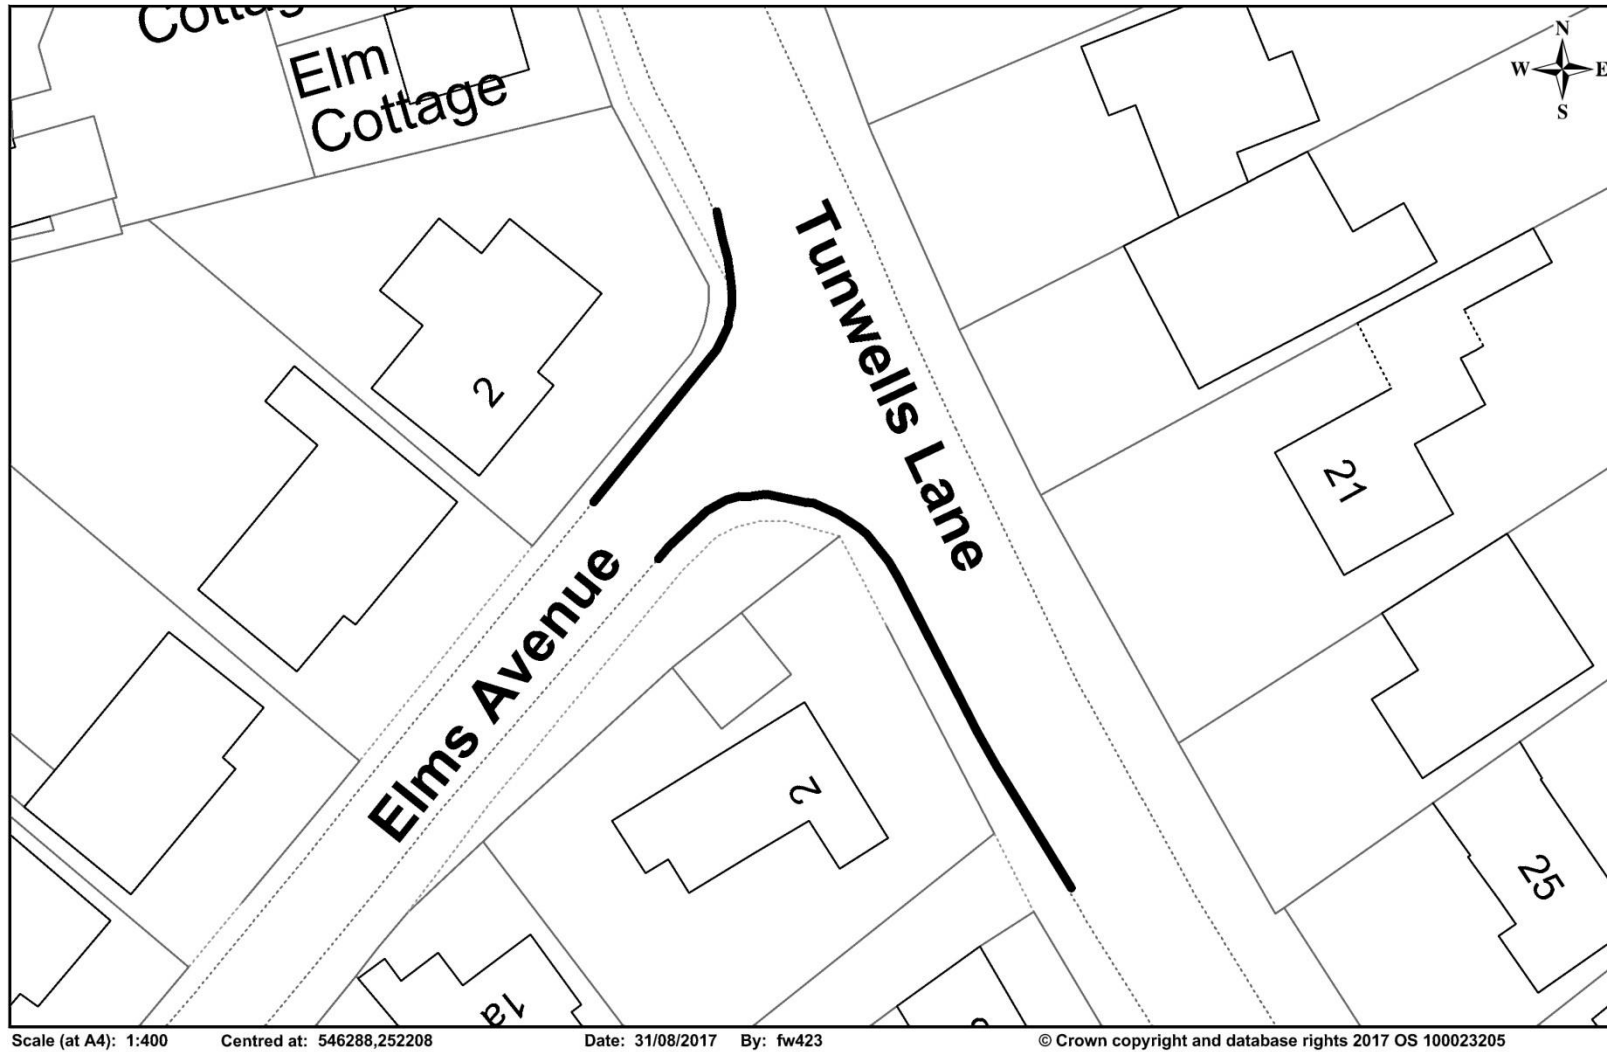 Elm
Cottage
N
W E
S
Tunwells Lane
2
21
Elms Avenue
2
25
1a
Scale (at A4): 1:400 Centred at: 546288,252208 Date: 31/08/2017 By: fw423 © Crown copyright and database rights 2017 OS 100023205